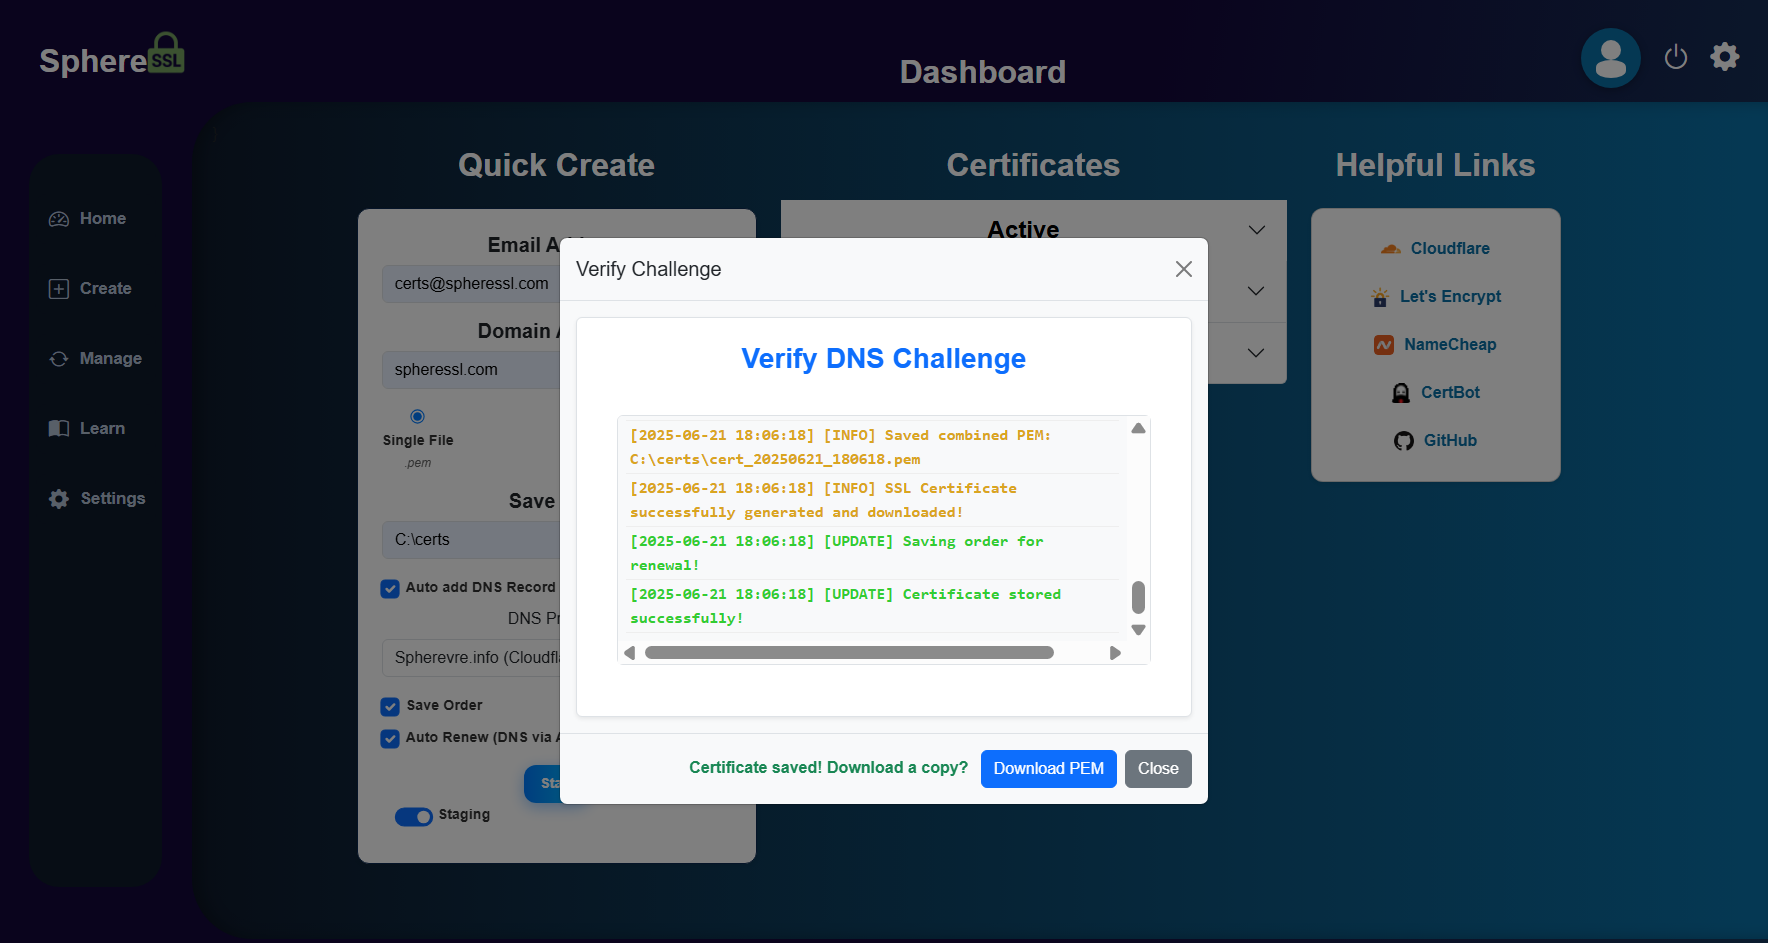 Sphere SSL
Dashboard
Home
Create
Manage
Learn
Settings
Quick Create
Email
certs@spheressl.com
Domain
spheressl.com
Single File
.pem
Save
C:\certs
Auto add DNS Record
DNS
Spherevre.info
Save Order
Auto Renew (DNS via
Staging
Certificates
Active
Helpful Links
Cloudflare
Let's Encrypt
NameCheap
CertBot
GitHub
Verify Challenge
Verify DNS Challenge
[2025-06-21 18:06:18] [INFO] Saved combined PEM:
C:\certs\cert_20250621_180618.pem
[2025-06-21 18:06:18] [INFO] SSL Certificate
successfully generated and downloaded!
[2025-06-21 18:06:18] [UPDATE] Saving order for
renewal!
[2025-06-21 18:06:18] [UPDATE] Certificate stored
successfully!
Certificate saved! Download a copy?
Download PEM
Close